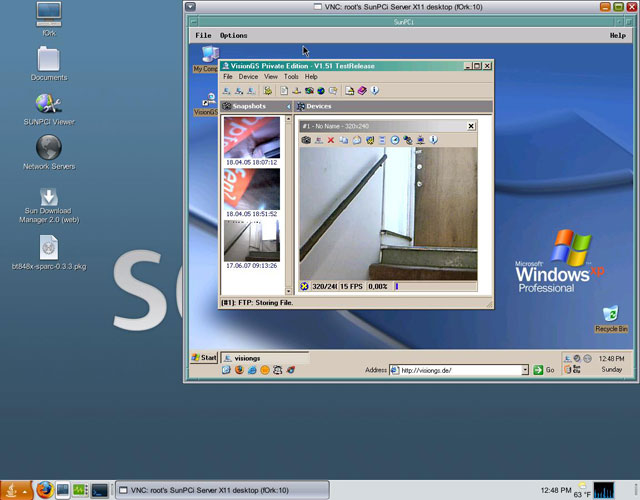 VNC: root's SunPCi Server X11 desktop (fOrk:10)
SunPCi
File Options Help
fOrk
Documents
SUNPCI Viewer
Network Servers
Sun Download
Manager 2.0 (web)
bt848x-sparc-0.3.3.pkg
My Comp
VisionGS
VisionGS Private Edition - V1.51 TestRelease
File Device View Tools Help
Snapshots
Devices
18.04.05 18:07:12
18.04.05 18:51:52
17.06.07 09:13:26
#1 - No Name - 320x240
320/24 15 FPS 0,00%
[#1]: FTP: Storing File.
Microsoft
Windows xp
Professional
Recycle Bin
Start
visiongs
Address http://visiongs.de/ Go
12:48 PM
Sunday
VNC: root's SunPCi Server X11 desktop (fOrk:10)
12:48 PM
63 °F